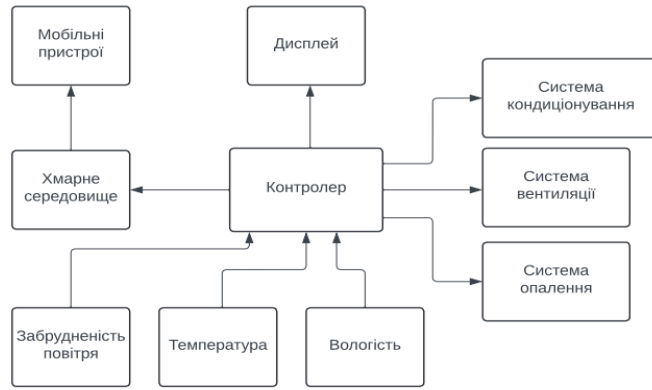 Мобільні
пристрої
Дисплей
Система
кондиціонування
Хмарне
середовище
Контролер
Система
вентиляції
Система
опалення
Забрудненість
повітря
Температура
Вологість